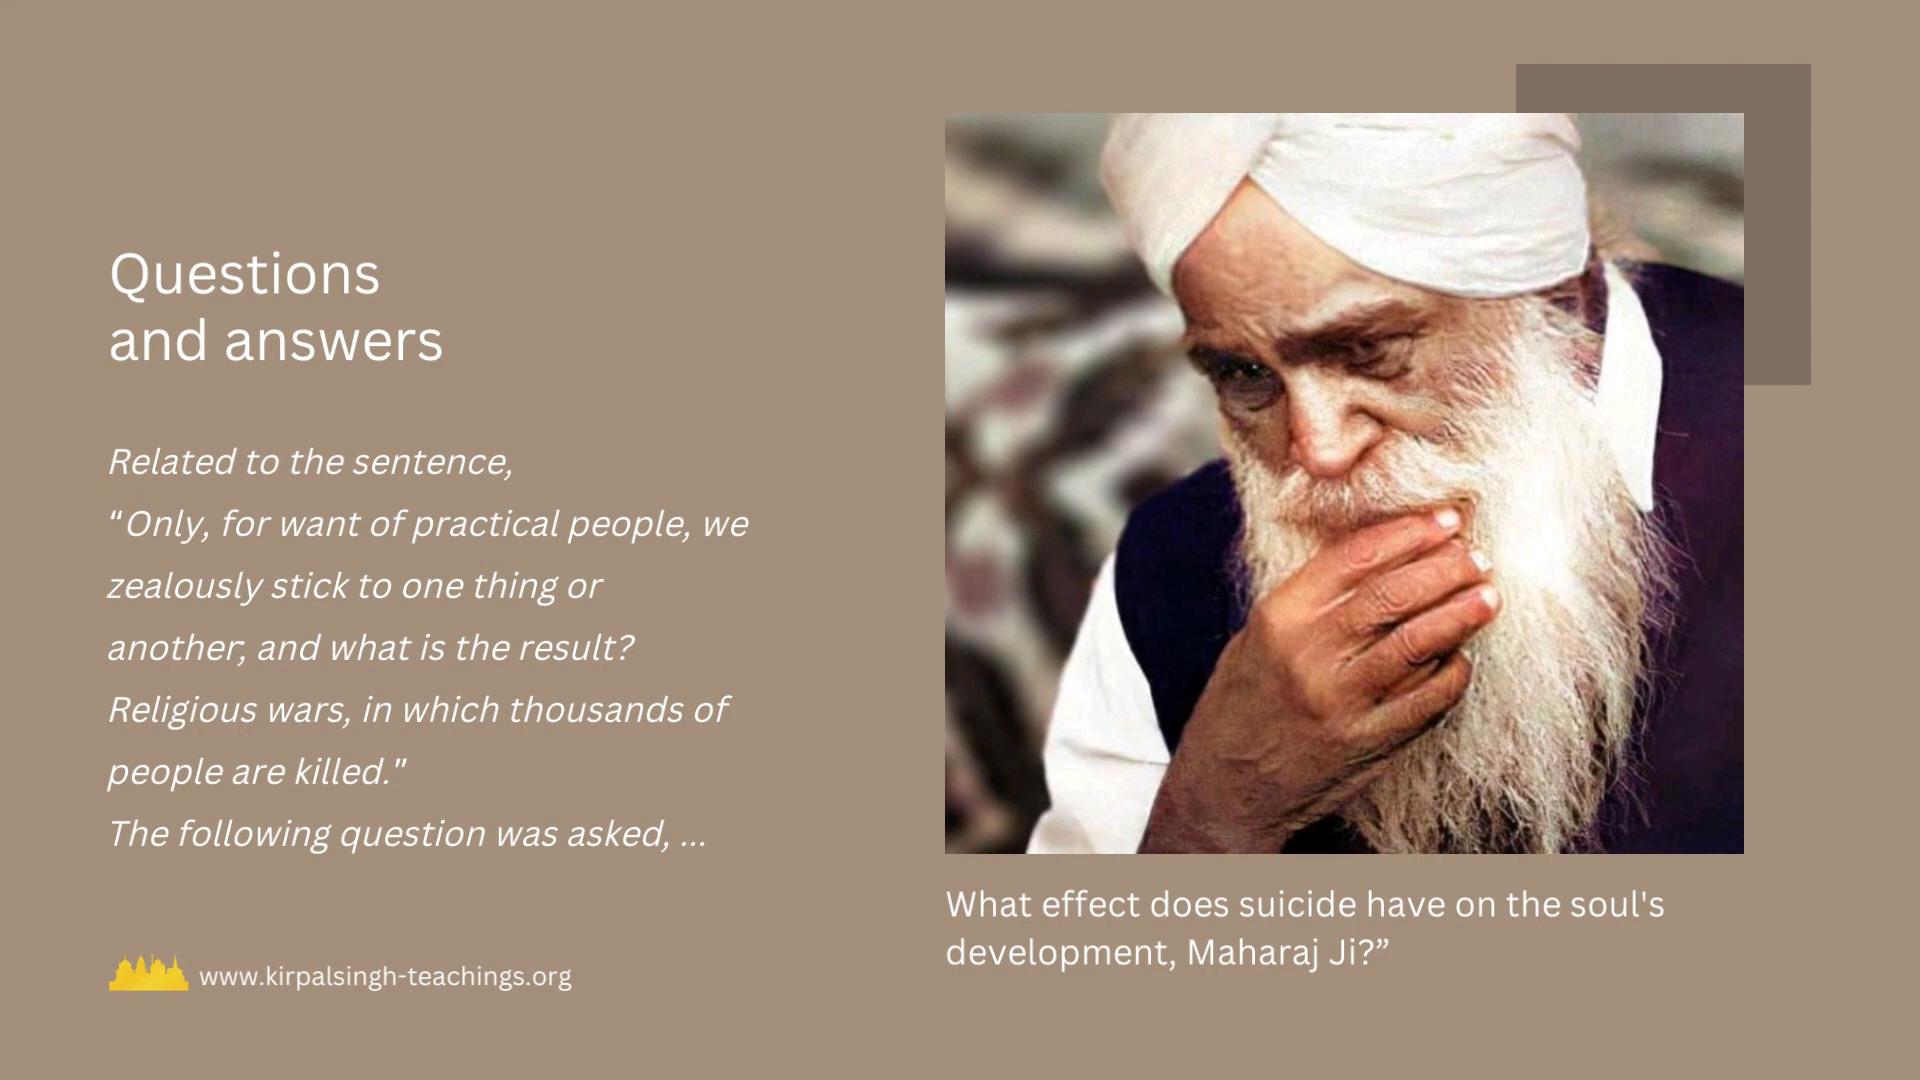 Questions
and answers
Related to the sentence,
“Only, for want of practical people, we
zealously stick to one thing or
another; and what is the result?
Religious wars, in which thousands of
people are killed."
The following question was asked, ...
www.kirpalsingh-teachings.org
What effect does suicide have on the soul's
development, Maharaj Ji?”